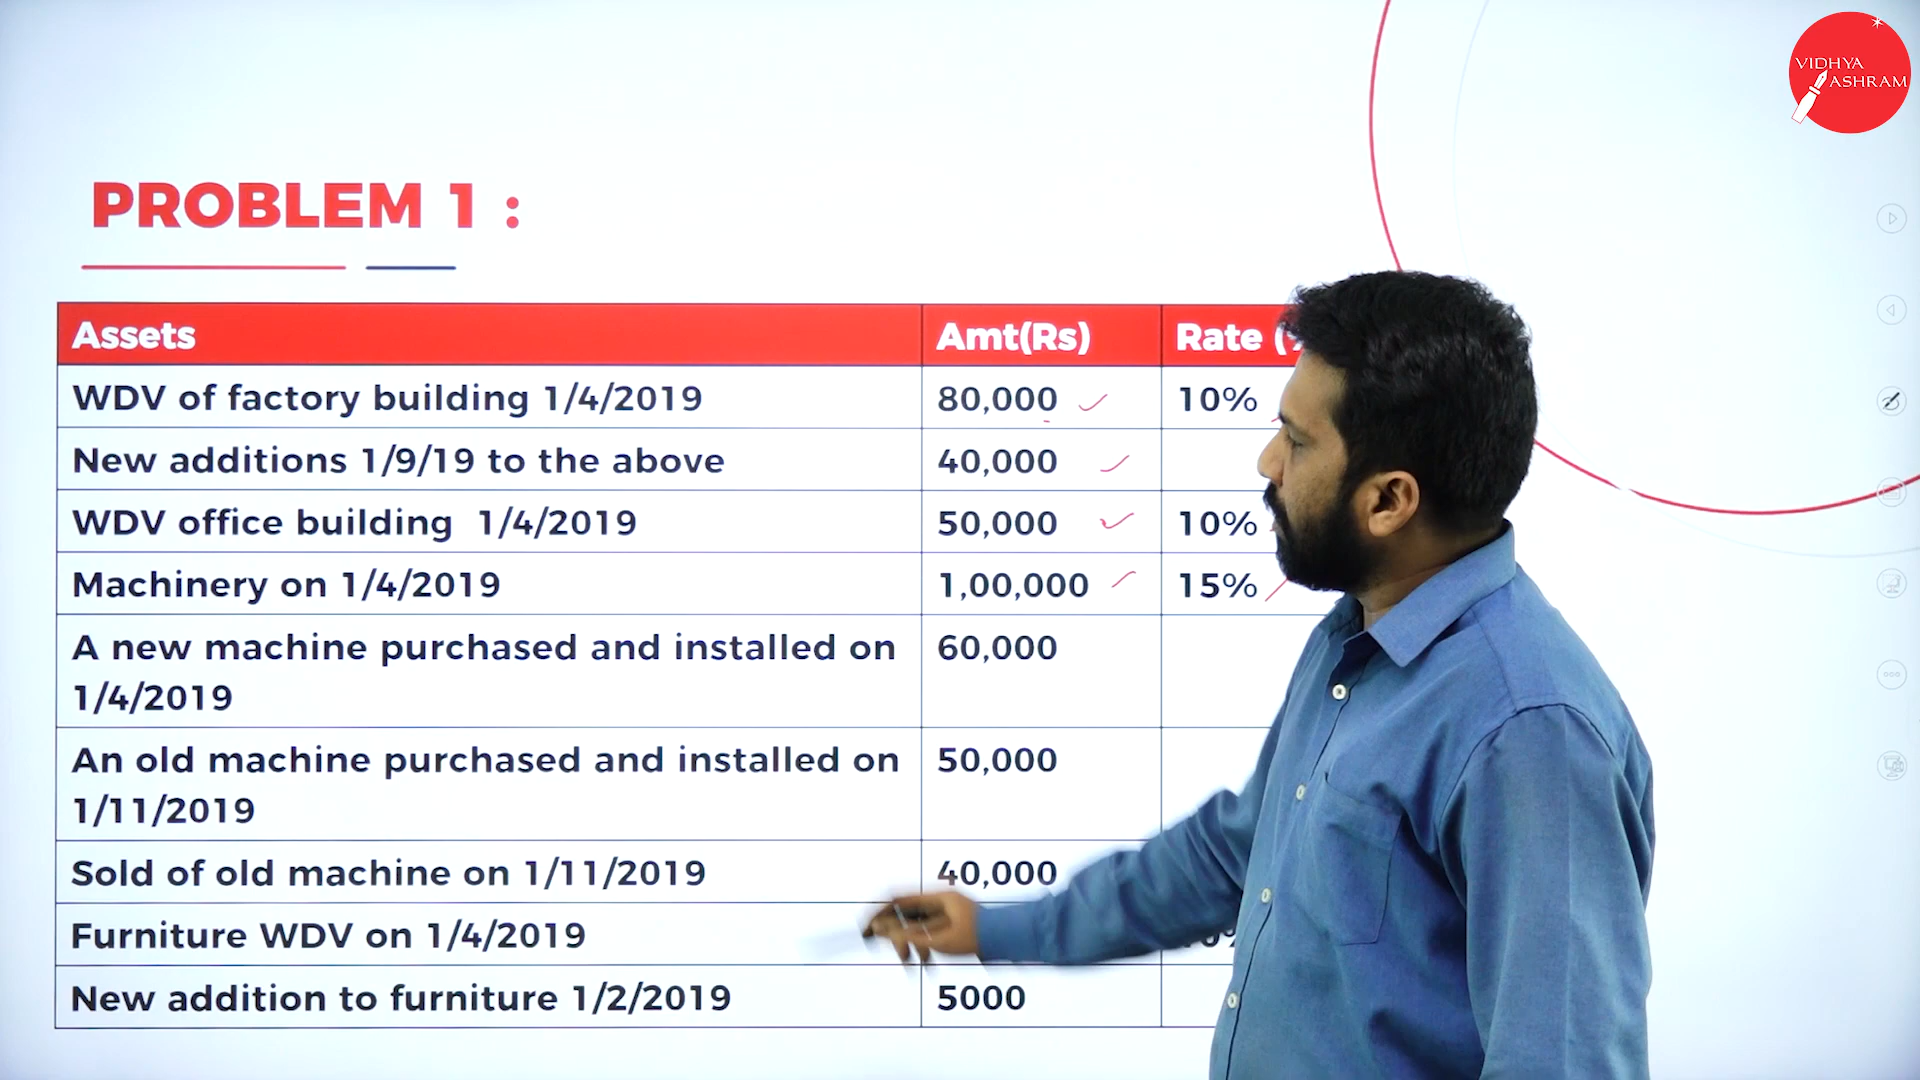 VIDHYA
ASHRAM
PROBLEM 1 :
Assets Amt(Rs) Rate
WDV of factory building 1/4/2019 80,000 10%
New additions 1/9/19 to the above 40,000
WDV office building 1/4/2019 50,000 10%
Machinery on 1/4/2019 1,00,000 15%
A new machine purchased and installed on 60,000
1/4/2019
An old machine purchased and installed on 50,000
1/11/2019
Sold of old machine on 1/11/2019 40,000
Furniture WDV on 1/4/2019
New addition to furniture 1/2/2019 5000